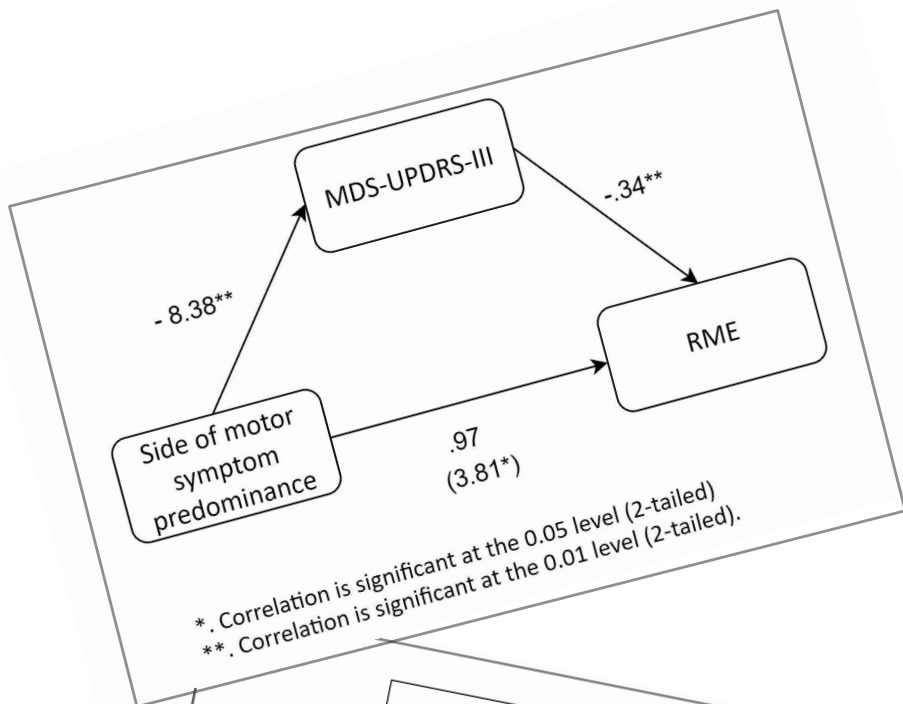 MDS-UPDRS-III
-.34**
- 8.38**
RME
Side of motor
symptom
predominance
.97
(3.81*)
*. Correlation is significant at the 0.05 level (2-tailed)
**. Correlation is significant at the 0.01 level (2-tailed).